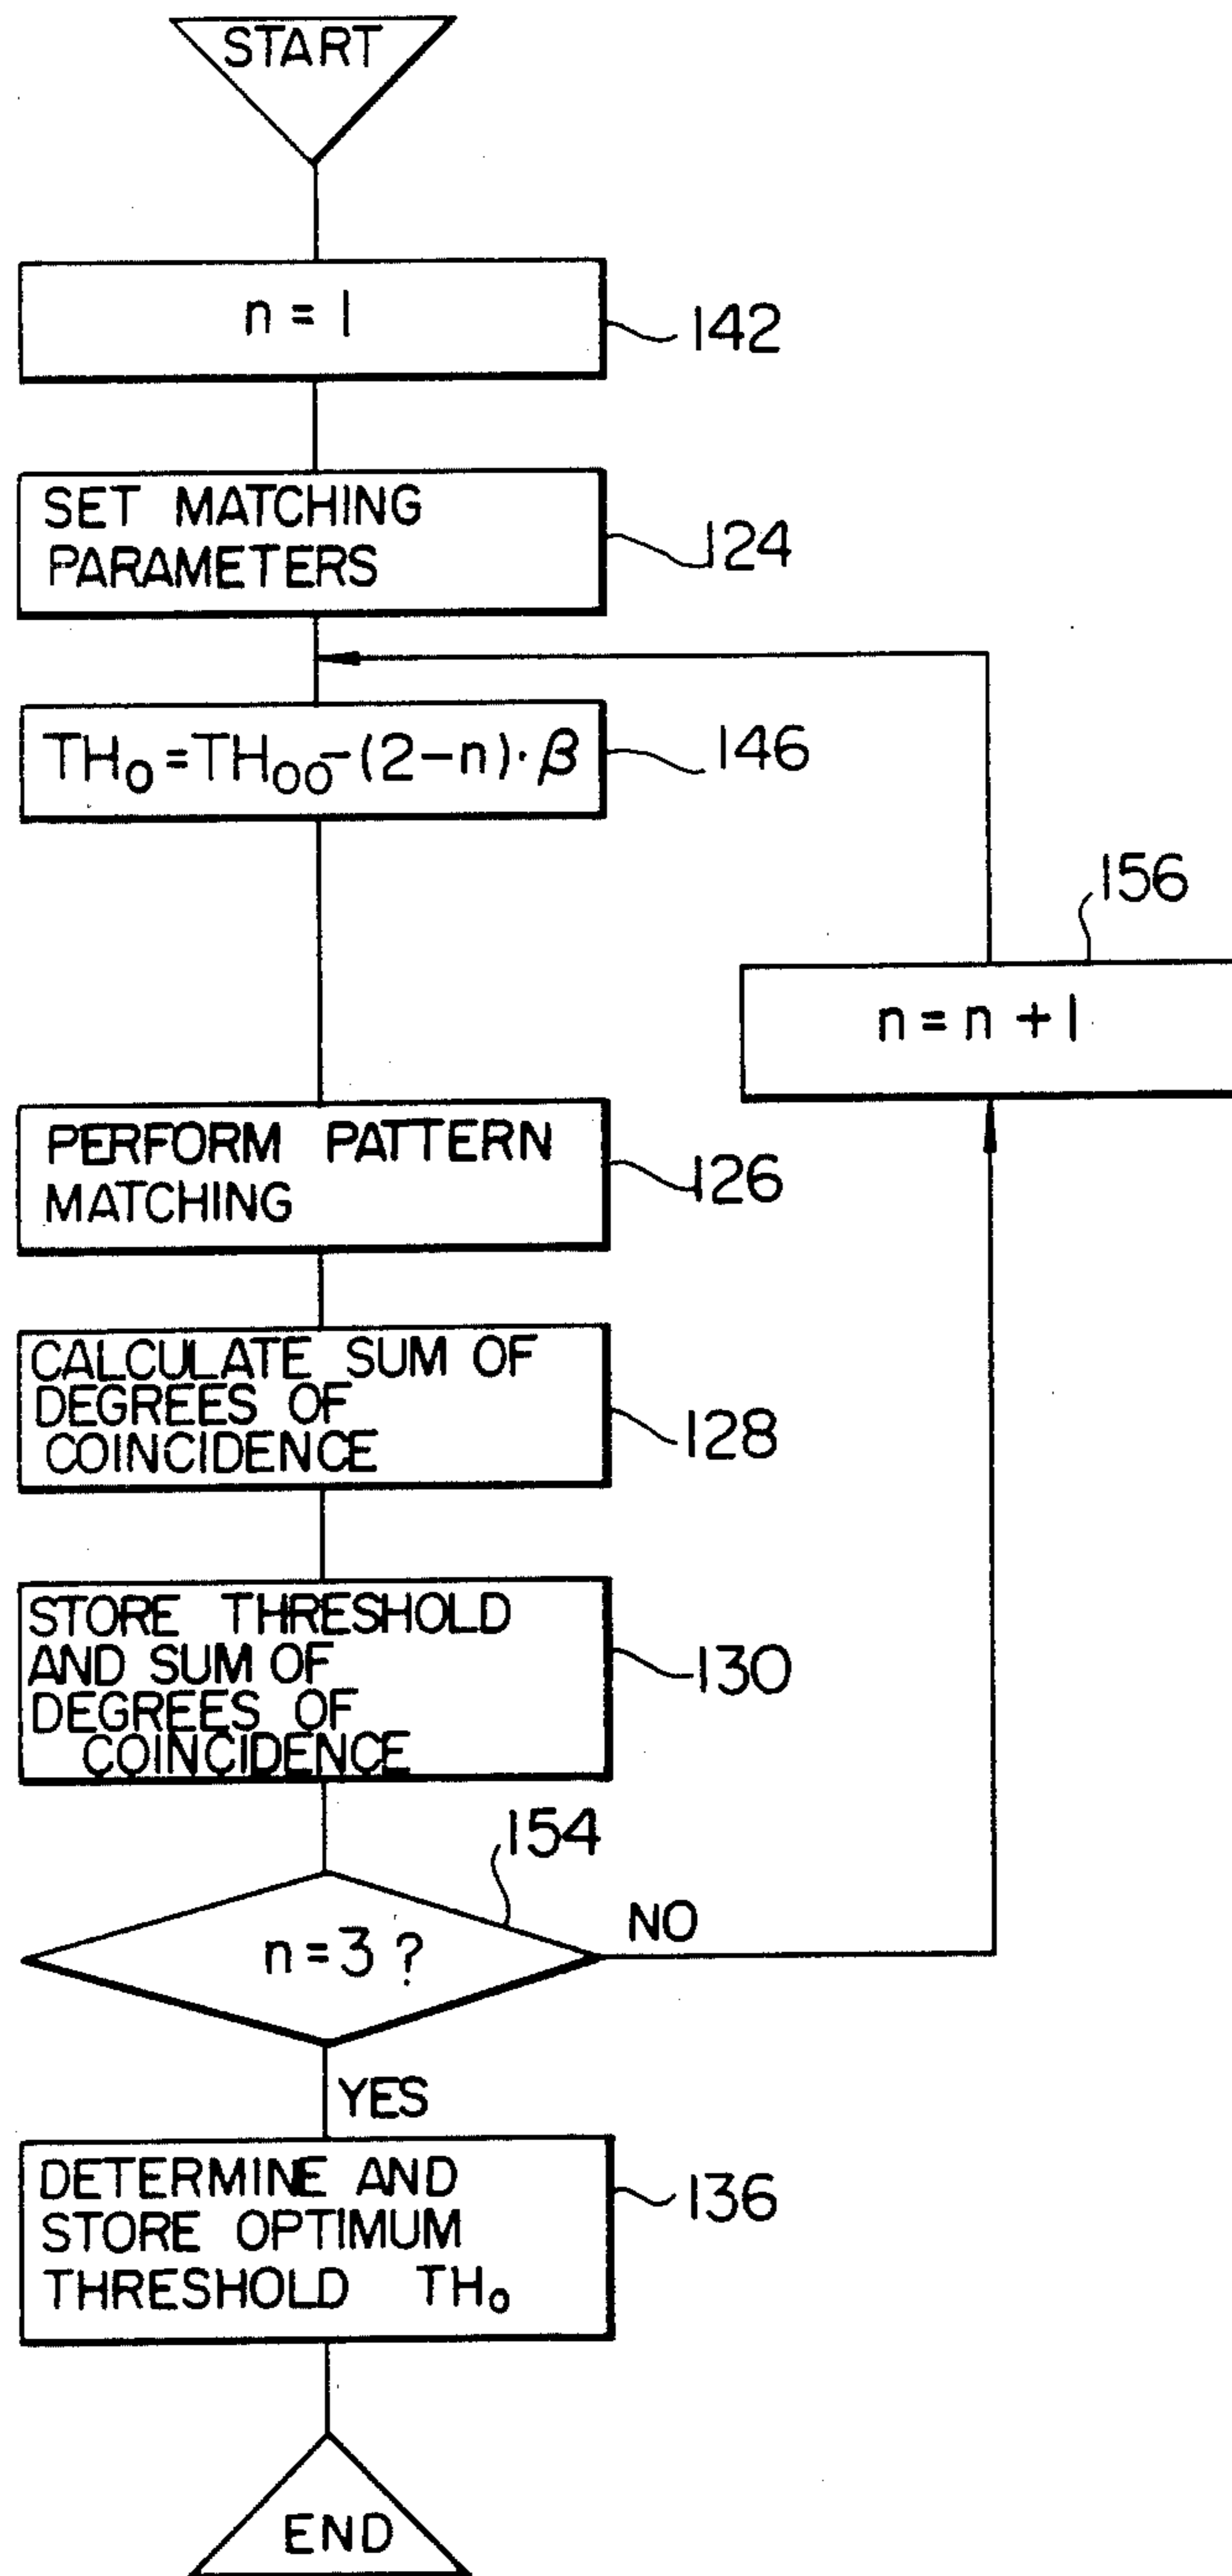 START
n = 1
142
SET MATCHING
PARAMETERS
124
TH₀ = TH₀₀ - (2 - n) · β
146
156
n = n + 1
PERFORM PATTERN
MATCHING
126
CALCULATE SUM OF
DEGREES OF
COINCIDENCE
128
STORE THRESHOLD
AND SUM OF
DEGREES OF
COINCIDENCE
130
154
n = 3 ?
NO
YES
DETERMINE AND
STORE OPTIMUM
THRESHOLD TH₀
136
END